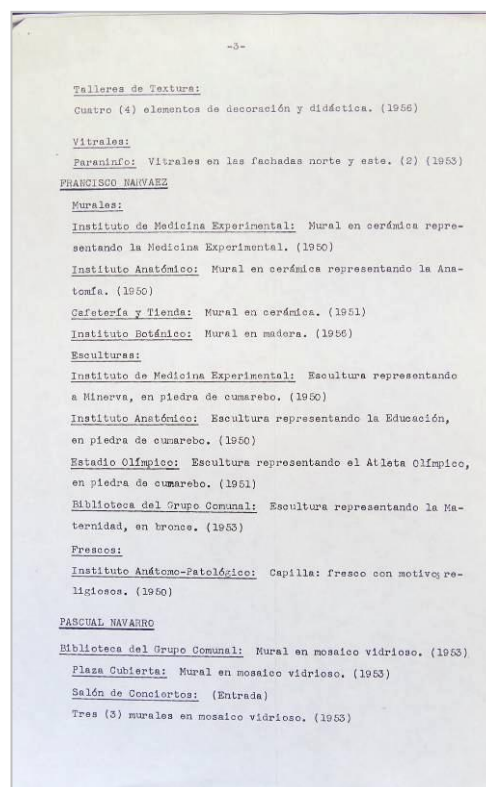 -3-
Talleres de Textura:
Cuatro (4) elementos de decoración y didáctica. (1956)
Vitrales:
Paraninfo: Vitrales en las fachadas norte y este. (2) (1953)
FRANCISCO NARVAEZ
Murales:
Instituto de Medicina Experimental: Mural en cerámica repre-
sentando la Medicina Experimental. (1950)
Instituto Anatómico: Mural en cerámica representando la Ana-
tomía. (1950)
Cafetería y Tienda: Mural en cerámica. (1951)
Instituto Botánico: Mural en madera. (1956)
Esculturas:
Instituto de Medicina Experimental: Escultura representando
a Minerva, en piedra de cumarebo. (1950)
Instituto Anatómico: Escultura representando la Educación,
en piedra de cumarebo. (1950)
Estadio Olímpico: Escultura representando el Atleta Olímpico,
en piedra de cumarebo. (1951)
Biblioteca del Grupo Comunal: Escultura representando la Ma-
ternidad, en bronce. (1953)
Frescos:
Instituto Anátomo-Patológico: Capilla: fresco con motivos re-
ligiosos. (1950)
PASCUAL NAVARRO
Biblioteca del Grupo Comunal: Mural en mosaico vidrioso. (1953)
Plaza Cubierta: Mural en mosaico vidrioso. (1953)
Salón de Conciertos: (Entrada)
Tres (3) murales en mosaico vidrioso. (1953)